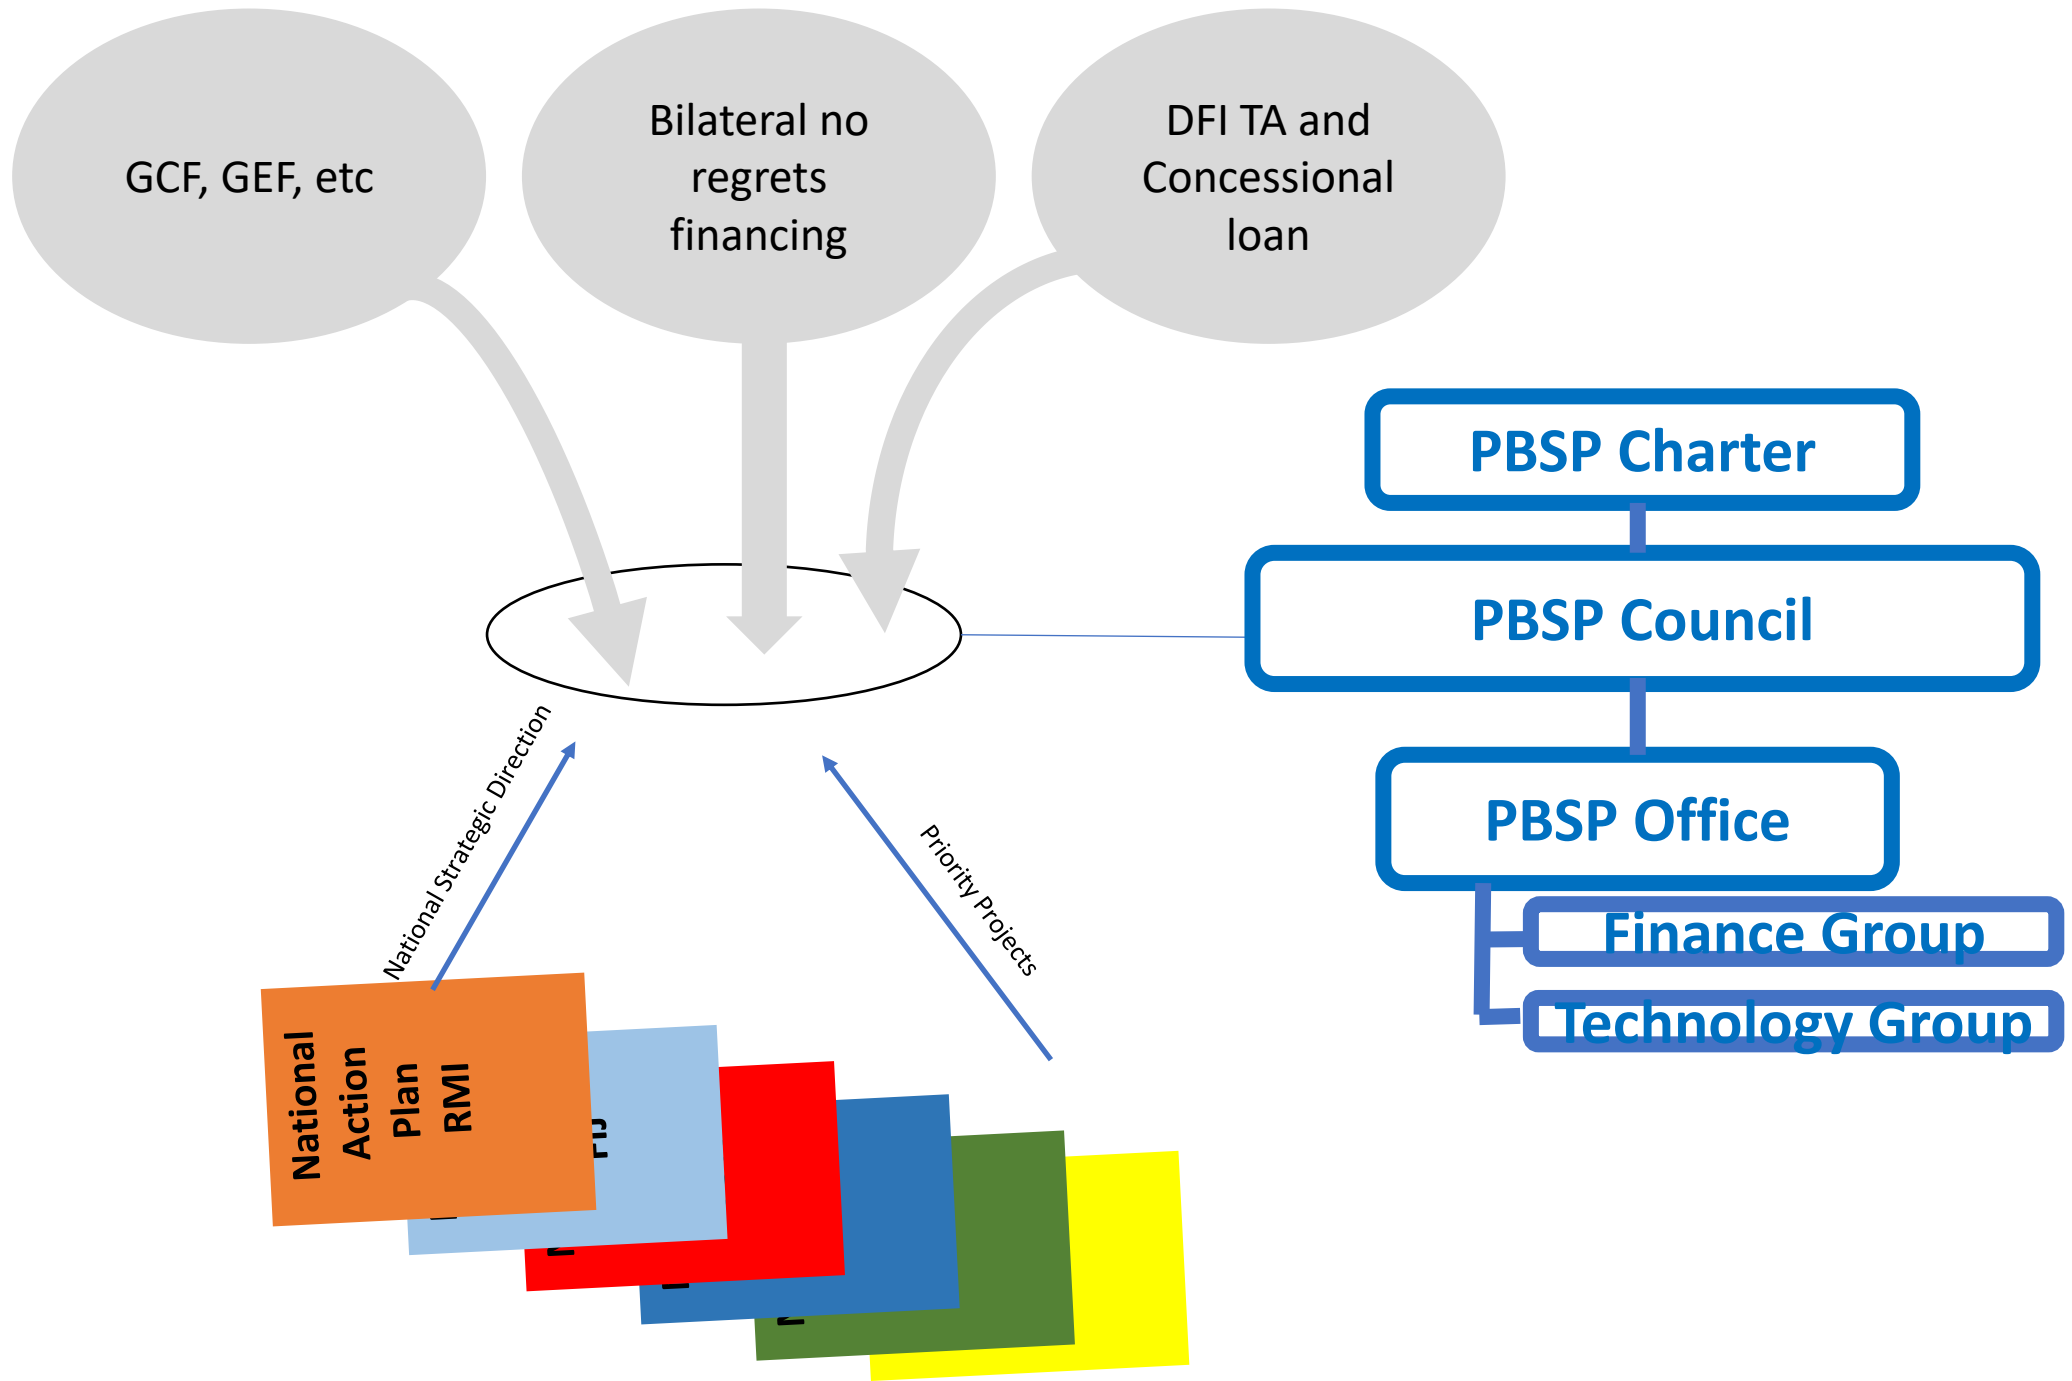 GCF, GEF, etc
Bilateral no
regrets
financing
DFI TA and
Concessional
loan
PBSP Charter
PBSP Council
PBSP Office
Finance Group
Technology Group
National Strategic Direction
Priority Projects
National
Action
Plan
RMI